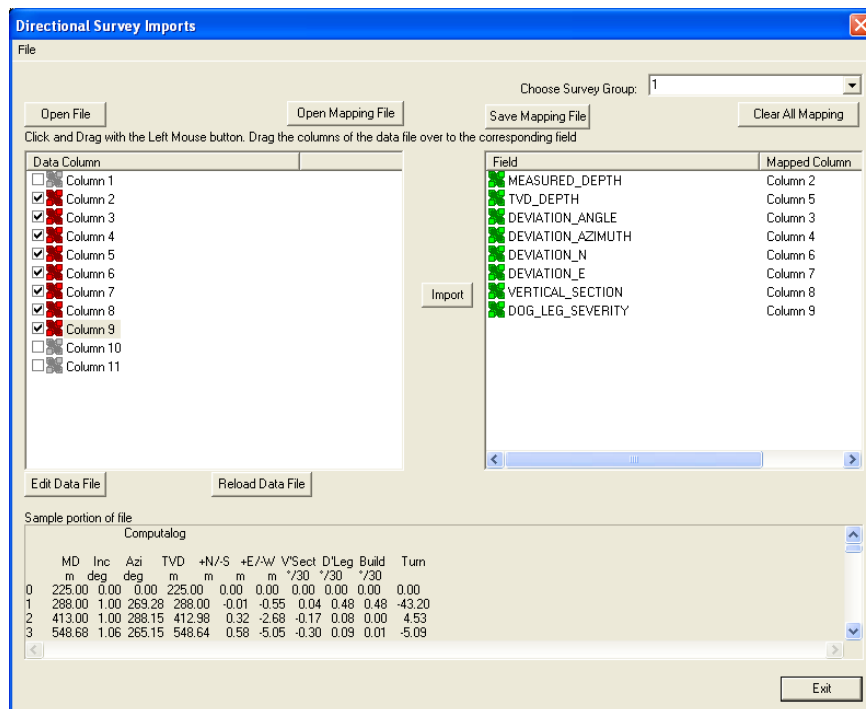 Directional Survey Imports
File
Choose Survey Group: 1
Open File Open Mapping File Save Mapping File Clear All Mapping
Click and Drag with the Left Mouse button. Drag the columns of the data file over to the corresponding field
Data Column
Column 1
Column 2
Column 3
Column 4
Column 5
Column 6
Column 7
Column 8
Column 9
Column 10
Column 11
Import
Field Mapped Column
MEASURED_DEPTH Column 2
TVD_DEPTH Column 5
DEVIATION_ANGLE Column 3
DEVIATION_AZIMUTH Column 4
DEVIATION_N Column 6
DEVIATION_E Column 7
VERTICAL_SECTION Column 8
DOG_LEG_SEVERITY Column 9
Edit Data File Reload Data File
Sample portion of file
Computalog
MD Inc Azi TVD +N/-S +E/-W V'Sect D'Leg Build Turn
m deg deg m m m m °/30 °/30 °/30
0 225.00 0.00 0.00 225.00 0.00 0.00 0.00 0.00 0.00 0.00
1 288.00 1.00 269.28 288.00 -0.01 -0.55 0.04 0.48 0.48 -43.20
2 413.00 1.00 288.15 412.98 0.32 -2.68 -0.17 0.08 0.00 4.53
3 548.68 1.06 265.15 548.64 0.58 -5.05 -0.30 0.09 0.01 -5.09
Exit